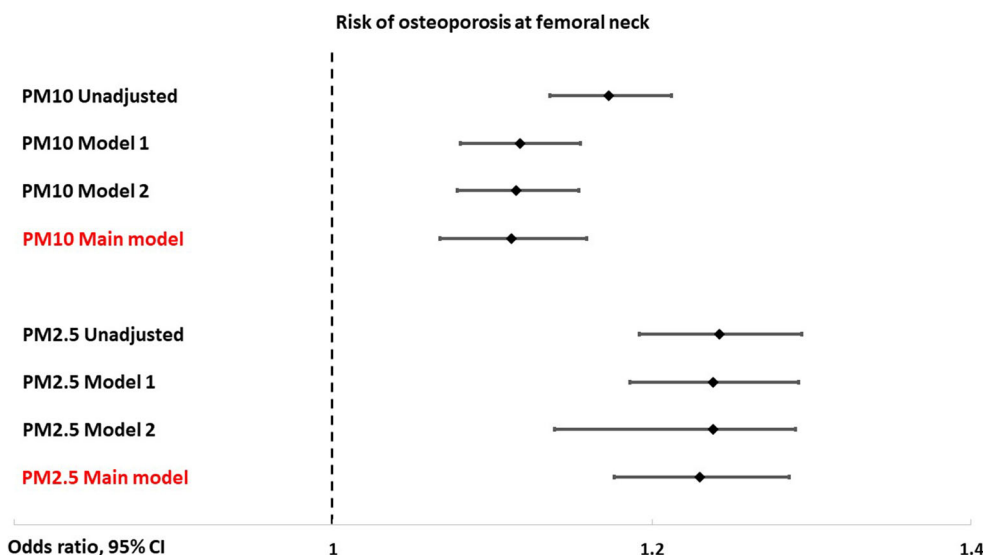 Risk of osteoporosis at femoral neck
PM10 Unadjusted
PM10 Model 1
PM10 Model 2
PM10 Main model
PM2.5 Unadjusted
PM2.5 Model 1
PM2.5 Model 2
PM2.5 Main model
Odds ratio, 95% CI 1 1.2 1.4